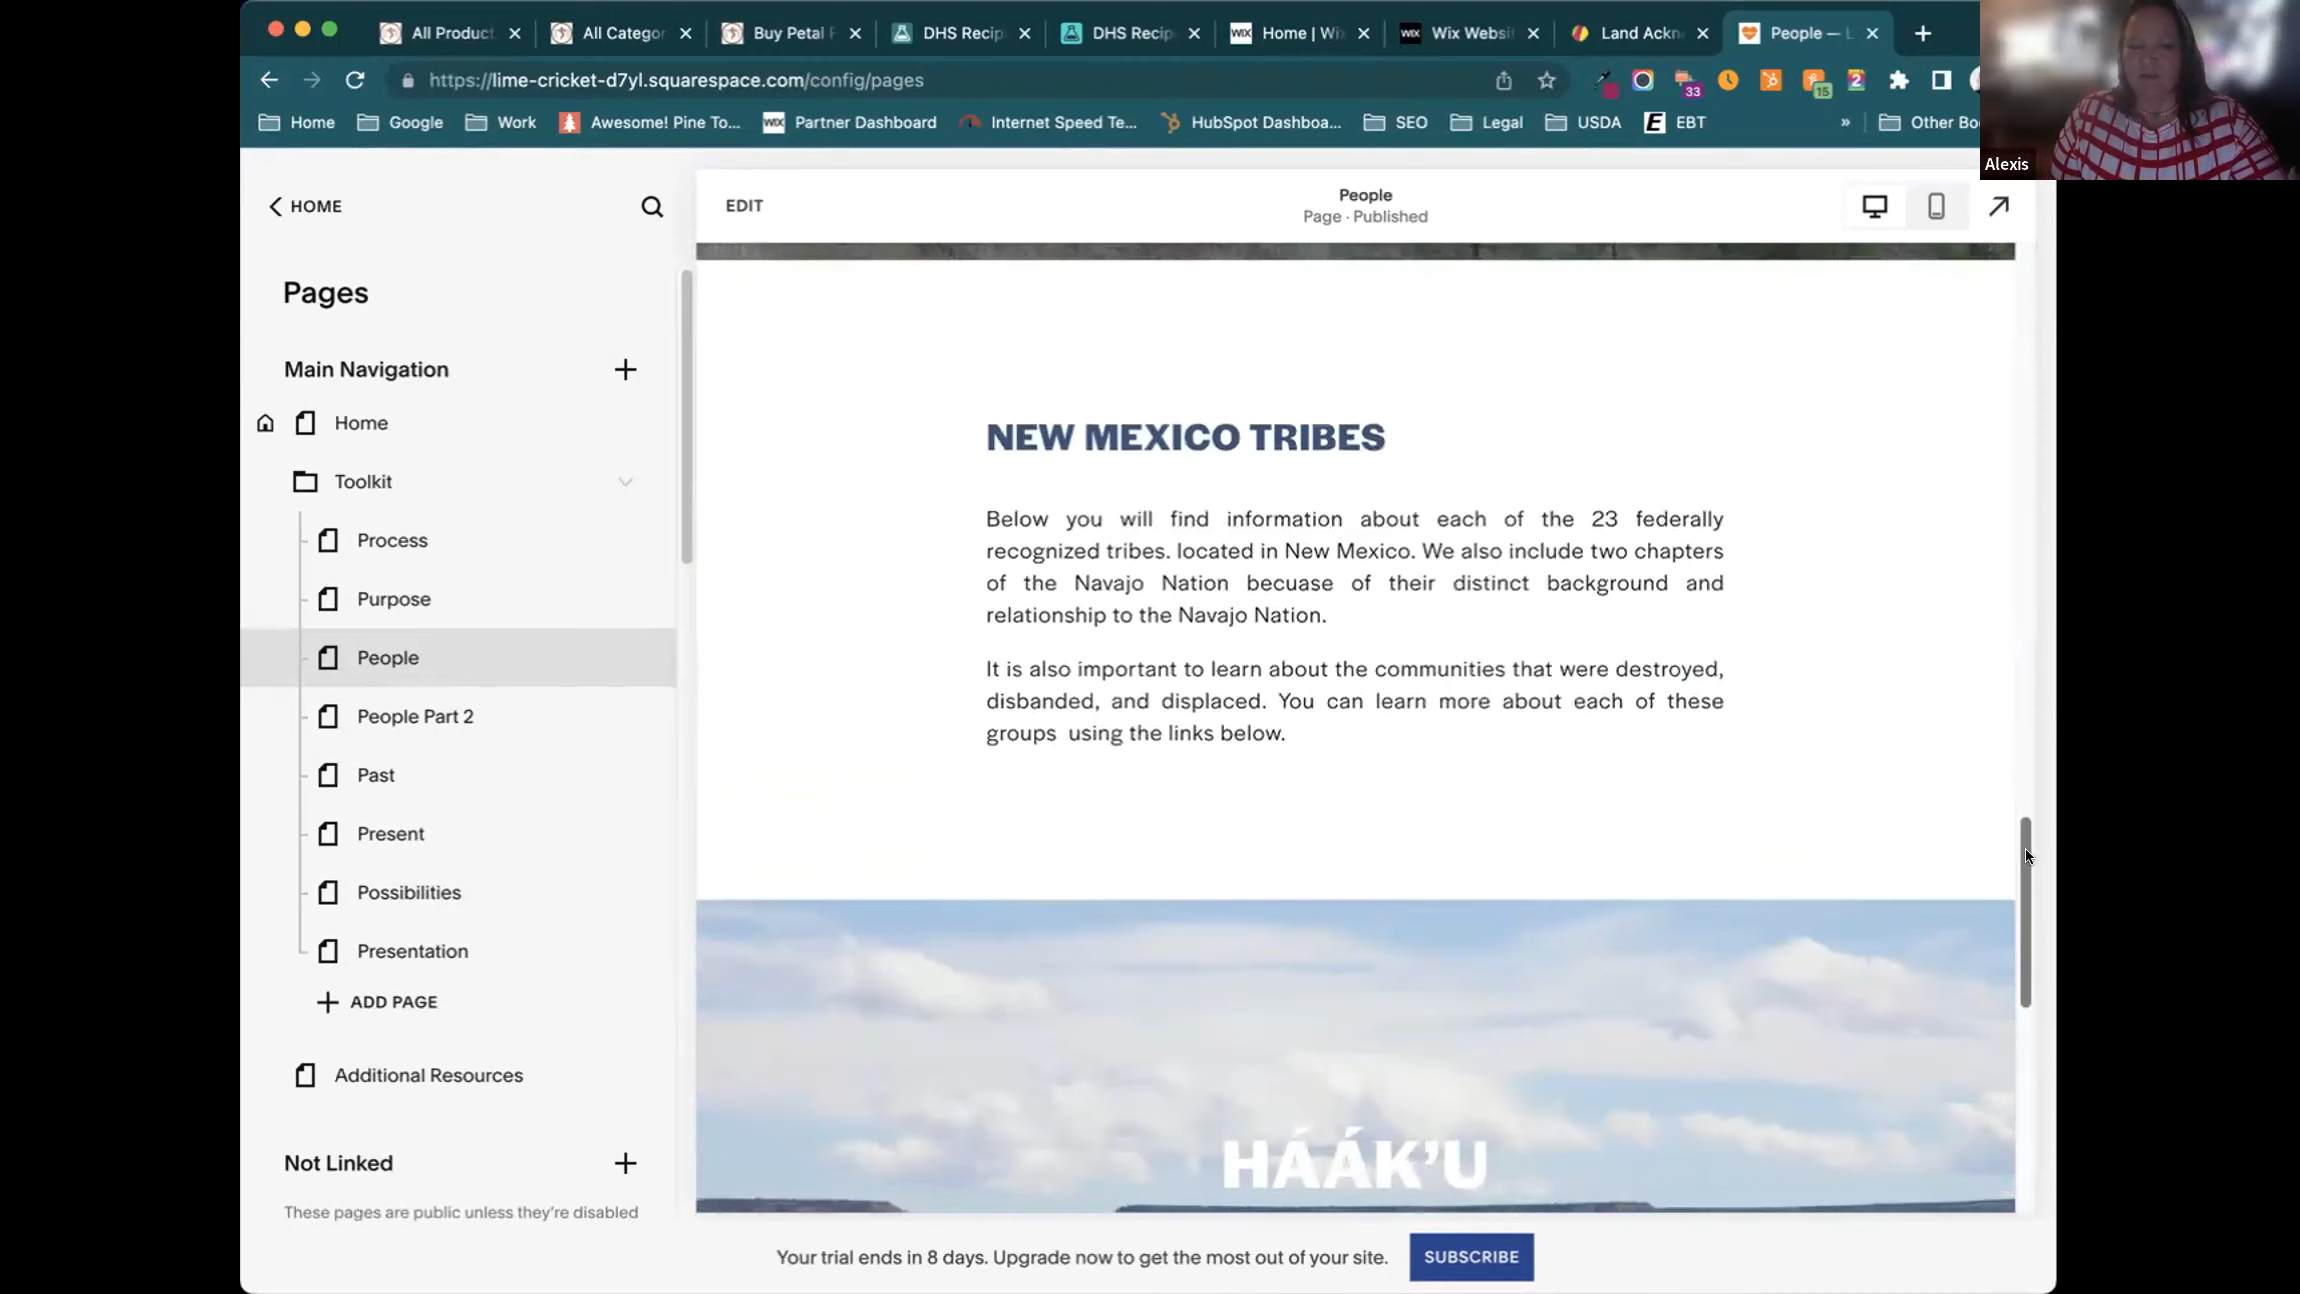 All Product
All Categor
Buy Petal
DHS Recip
DHS Recip
WIX
Home | Wi
WIX
Wix Websi
Land Ackn
People — L
https://lime-cricket-d7yl.squarespace.com/config/pages
33
15
2
Home
Google
Work
Awesome! Pine To...
WIX
Partner Dashboard
Internet Speed Te...
HubSpot Dashboa...
SEO
Legal
USDA
E
EBT
»
Other Bo
Alexis
HOME
Pages
Main Navigation
Home
Toolkit
Process
Purpose
People
People Part 2
Past
Present
Possibilities
Presentation
ADD PAGE
Additional Resources
Not Linked
These pages are public unless they're disabled
EDIT
People
Page · Published
NEW MEXICO TRIBES
Below you will find information about each of the 23 federally
recognized tribes. located in New Mexico. We also include two chapters
of the Navajo Nation becuase of their distinct background and
relationship to the Navajo Nation.
It is also important to learn about the communities that were destroyed,
disbanded, and displaced. You can learn more about each of these
groups using the links below.
HÁÁK'U
Your trial ends in 8 days. Upgrade now to get the most out of your site.
SUBSCRIBE